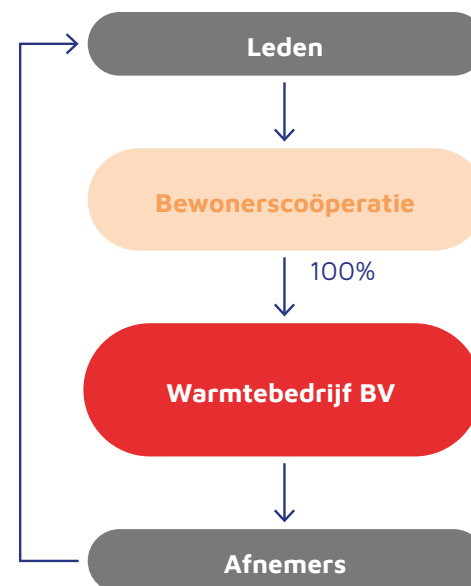 Leden
Bewonerscoöperatie
100%
Warmtebedrijf BV
Afnemers